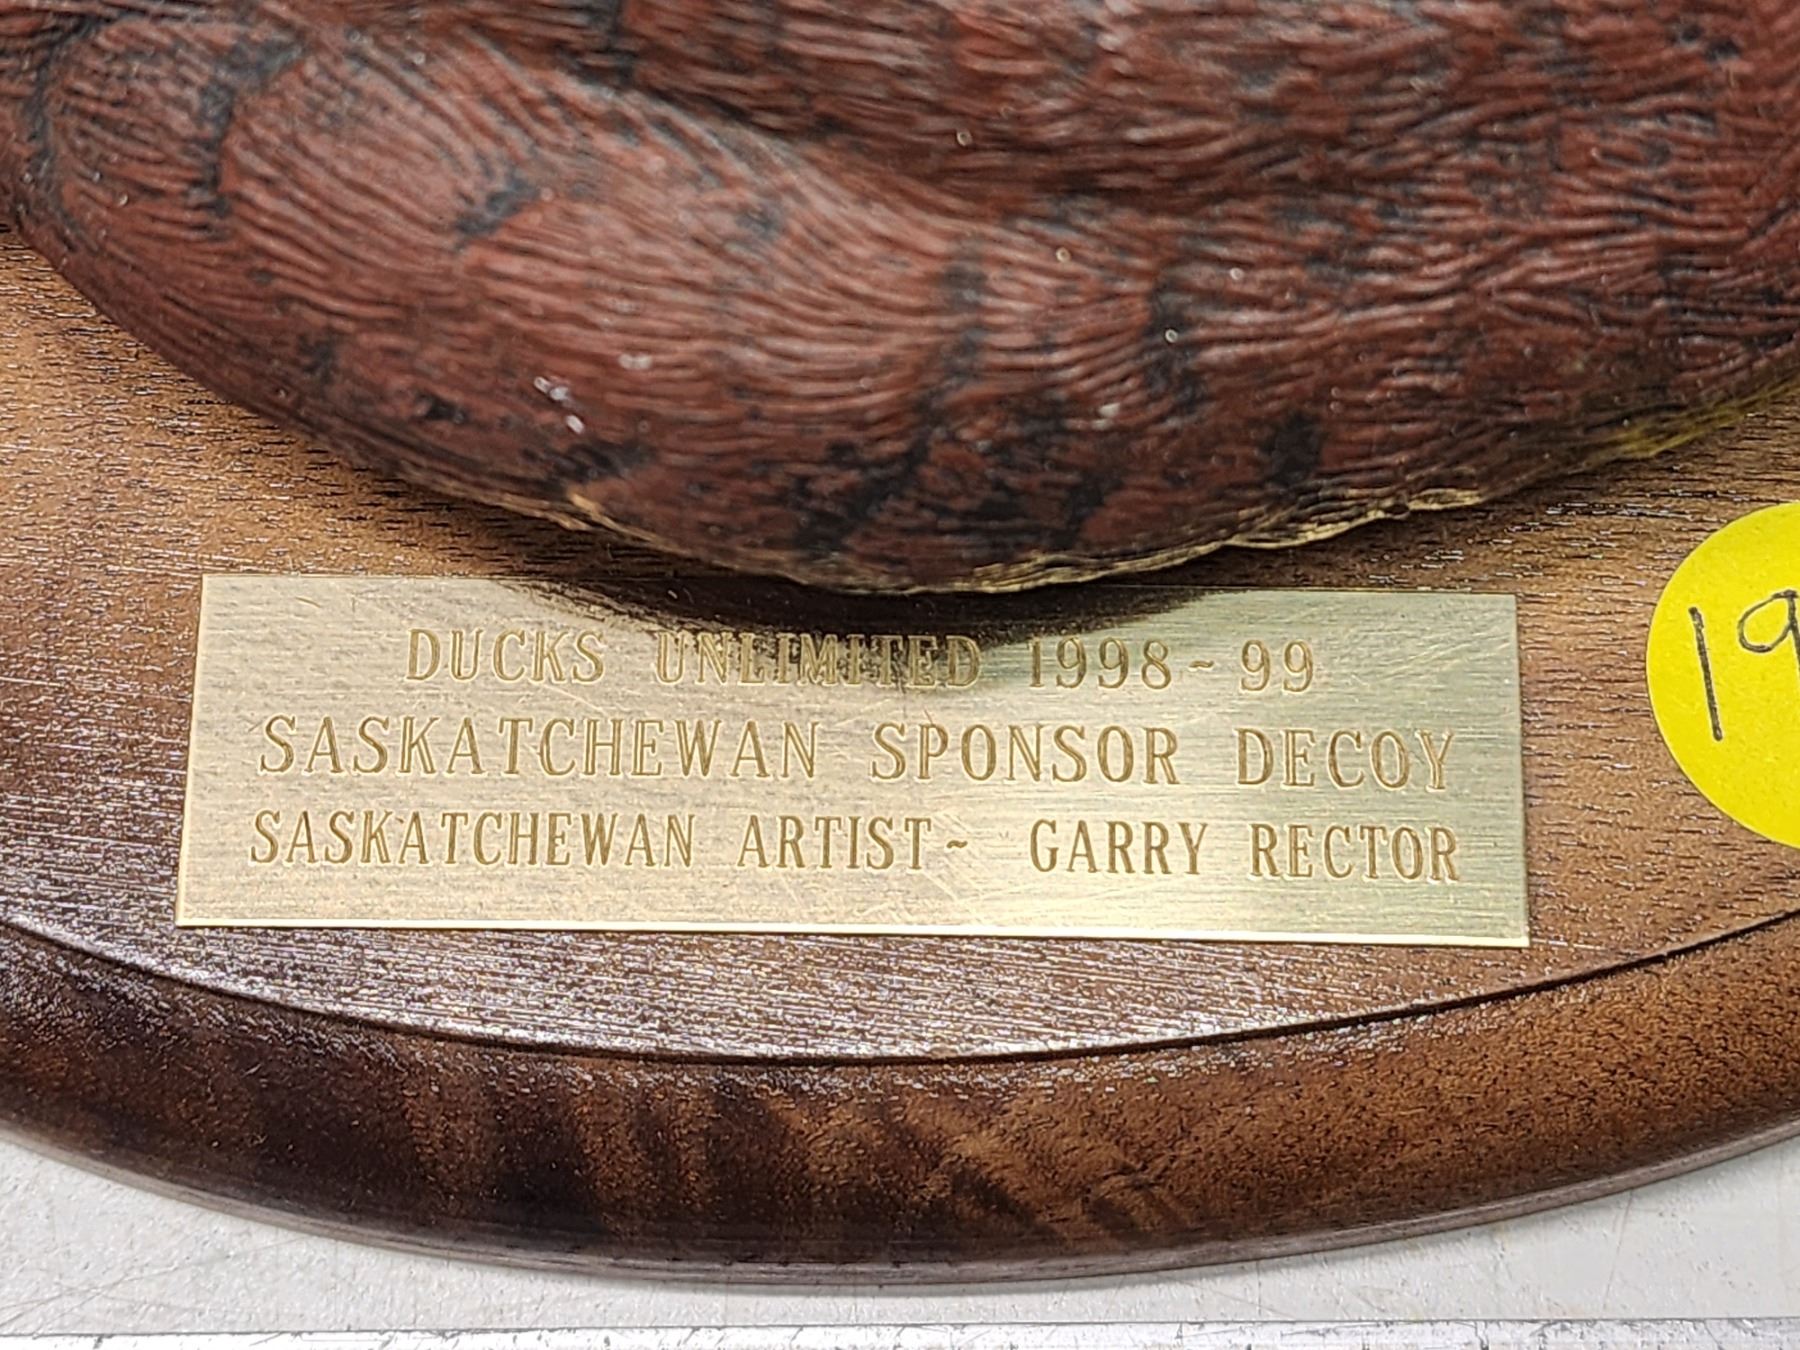 DUCKS UNLIMITED 1998~99
SASKATCHEWAN SPONSOR DECOY
SASKATCHEWAN ARTIST~ GARRY RECTOR
19